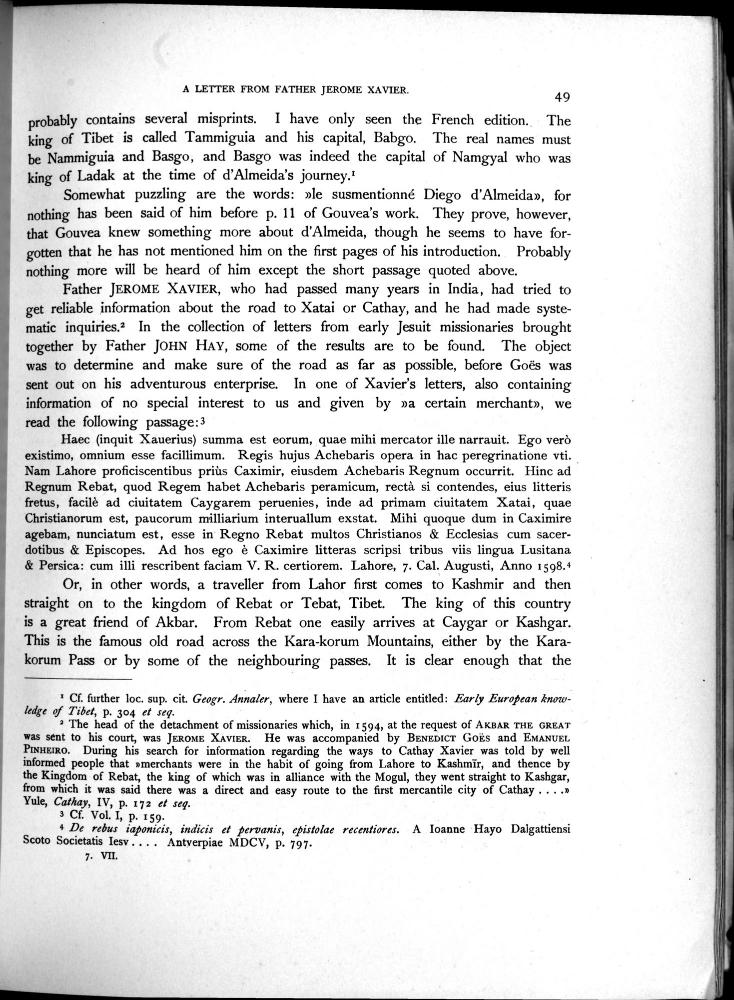 A LETTER FROM FATHER JEROME XAVIER.
49
probably contains several misprints. I have only seen the French edition. The
king of Tibet is called Tammiguia and his capital, Babgo. The real names must
be Nammiguia and Basgo, and Basgo was indeed the capital of Namgyal who was
king of Ladak at the time of d'Almeida's journey.¹
Somewhat puzzling are the words: »le susmentionné Diego d'Almeida», for
nothing has been said of him before p. 11 of Gouvea's work. They prove, however,
that Gouvea knew something more about d'Almeida, though he seems to have for-
gotten that he has not mentioned him on the first pages of his introduction. Probably
nothing more will be heard of him except the short passage quoted above.
Father JEROME XAVIER, who had passed many years in India, had tried to
get reliable information about the road to Xatai or Cathay, and he had made syste-
matic inquiries.² In the collection of letters from early Jesuit missionaries brought
together by Father JOHN HAY, some of the results are to be found. The object
was to determine and make sure of the road as far as possible, before Goës was
sent out on his adventurous enterprise. In one of Xavier's letters, also containing
information of no special interest to us and given by »a certain merchant», we
read the following passage:³
Haec (inquit Xauerius) summa est eorum, quae mihi mercator ille narrauit. Ego verò
existimo, omnium esse facillimum. Regis hujus Achebaris opera in hac peregrinatione vti.
Nam Lahore proficiscentibus priùs Caximir, eiusdem Achebaris Regnum occurrit. Hinc ad
Regnum Rebat, quod Regem habet Achebaris peramicum, rectà si contendes, eius litteris
fretus, facilè ad ciuitatem Caygarem peruenies, inde ad primam ciuitatem Xatai, quae
Christianorum est, paucorum milliarium interuallum exstat. Mihi quoque dum in Caximire
agebam, nunciatum est, esse in Regno Rebat multos Christianos & Ecclesias cum sacer-
dotibus & Episcopes. Ad hos ego è Caximire litteras scripsi tribus viis lingua Lusitana
& Persica: cum illi rescribent faciam V. R. certiorem. Lahore, 7. Cal. Augusti, Anno 1598.⁴
Or, in other words, a traveller from Lahor first comes to Kashmir and then
straight on to the kingdom of Rebat or Tebat, Tibet. The king of this country
is a great friend of Akbar. From Rebat one easily arrives at Caygar or Kashgar.
This is the famous old road across the Kara-korum Mountains, either by the Kara-
korum Pass or by some of the neighbouring passes. It is clear enough that the
¹ Cf. further loc. sup. cit. Geogr. Annaler, where I have an article entitled: Early European know-
ledge of Tibet, p. 304 et seq.
² The head of the detachment of missionaries which, in 1594, at the request of AKBAR THE GREAT
was sent to his court, was JEROME XAVIER. He was accompanied by BENEDICT GOËS and EMANUEL
PINHEIRO. During his search for information regarding the ways to Cathay Xavier was told by well
informed people that »merchants were in the habit of going from Lahore to Kashmïr, and thence by
the Kingdom of Rebat, the king of which was in alliance with the Mogul, they went straight to Kashgar,
from which it was said there was a direct and easy route to the first mercantile city of Cathay . . . .»
Yule, Cathay, IV, p. 172 et seq.
³ Cf. Vol. I, p. 159.
⁴ De rebus iaponicis, indicis et pervanis, epistolae recentiores. A Ioanne Hayo Dalgattiensi
Scoto Societatis Iesv . . . . Antverpiae MDCV, p. 797.
7. VII.